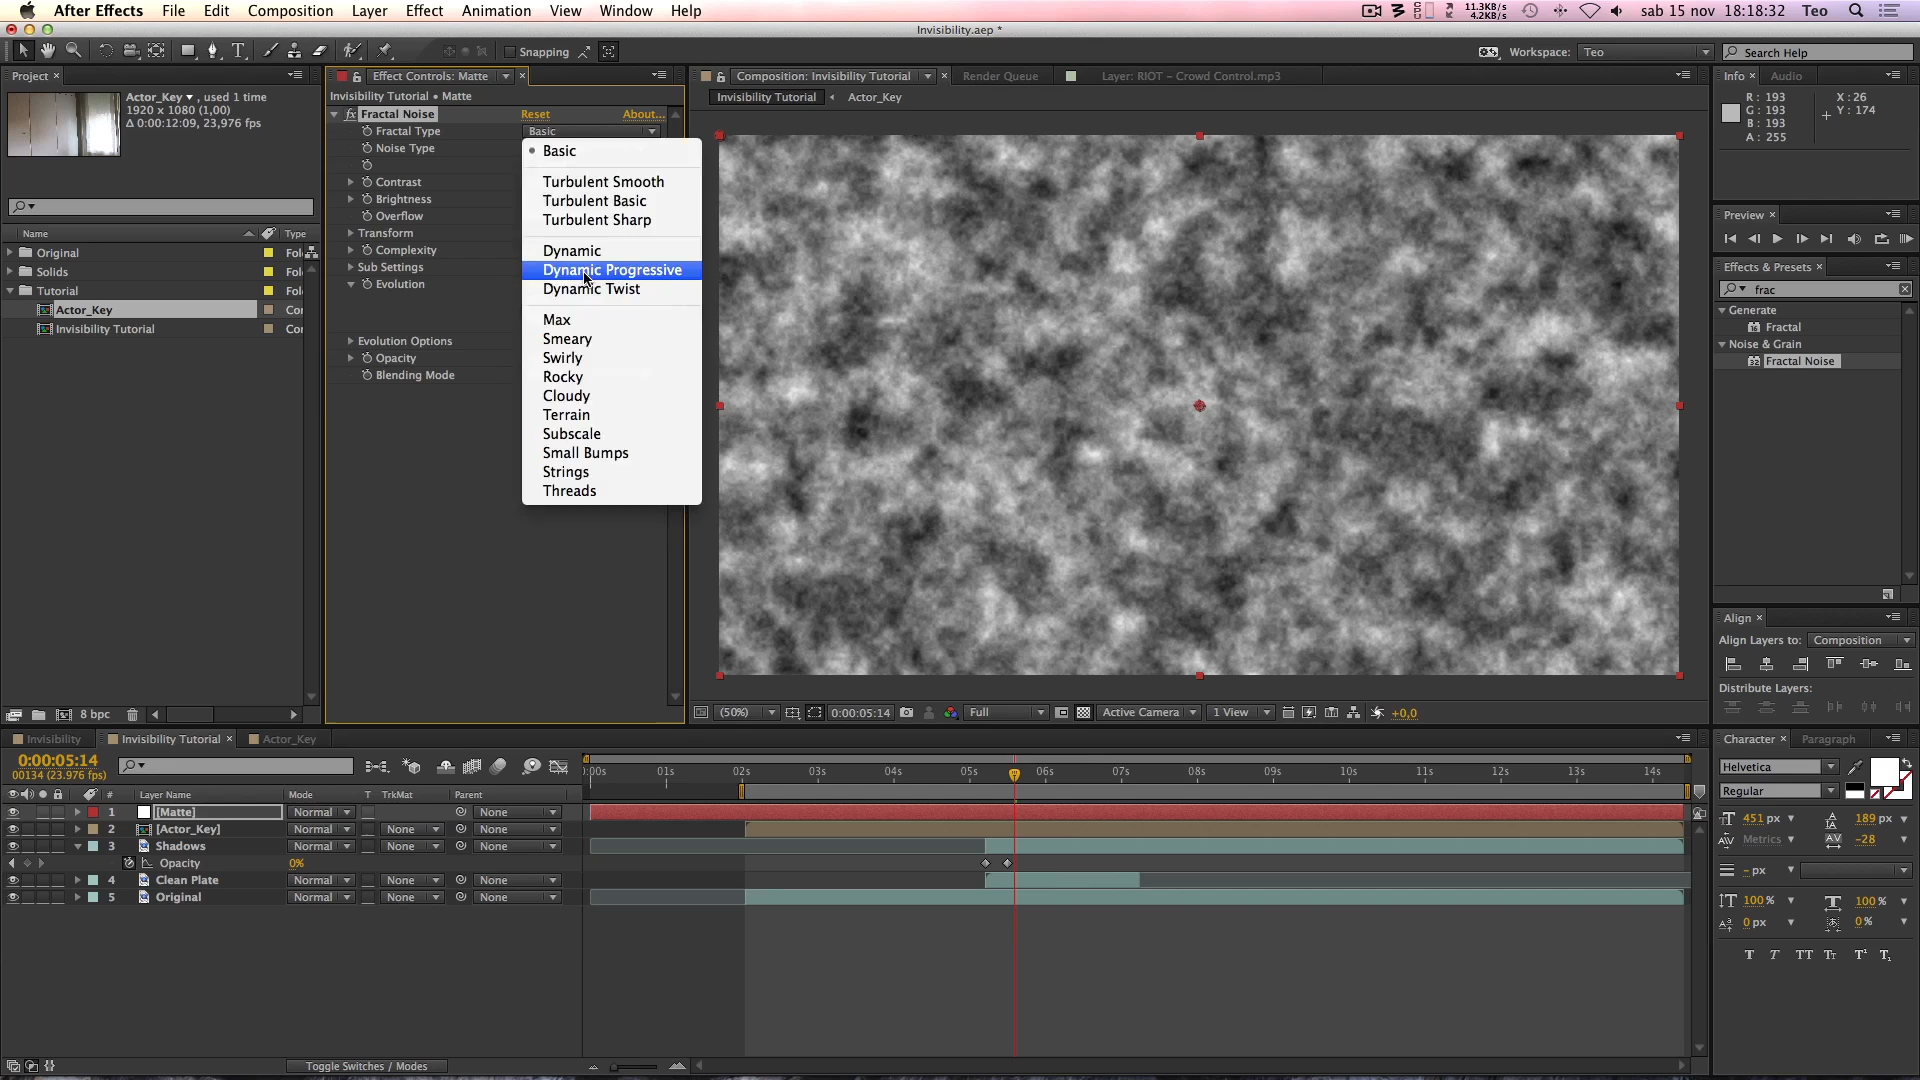 After Effects File Edit Composition Layer Effect Animation View Window Help
11.3KB/s
4.2KB/s
sab 15 nov 18:18:32 Teo
Invisibility.aep *
Snapping
Workspace: Teo
Search Help
Project
Actor_Key , used 1 time
1920 x 1080 (1,00)
Δ 0:00:12:09, 23,976 fps
Name Type
Original Fol
Solids Fol
Tutorial Fol
Actor_Key Cor
Invisibility Tutorial Cor
8 bpc
Effect Controls: Matte
Invisibility Tutorial • Matte
fx Fractal Noise Reset About...
Fractal Type Basic
Noise Type
Contrast
Brightness
Overflow
Transform
Complexity
Sub Settings
Evolution
Evolution Options
Opacity
Blending Mode
Basic
Turbulent Smooth
Turbulent Basic
Turbulent Sharp
Dynamic
Dynamic Progressive
Dynamic Twist
Max
Smeary
Swirly
Rocky
Cloudy
Terrain
Subscale
Small Bumps
Strings
Threads
Composition: Invisibility Tutorial Render Queue Layer: RIOT – Crowd Control.mp3
Invisibility Tutorial Actor_Key
(50%) 0:00:05:14 Full Active Camera 1 View +0,0
Info Audio
R : 193
G : 193
B : 193
A : 255
X : 26
Y : 174
Preview
Effects & Presets
frac
Generate
Fractal
Noise & Grain
Fractal Noise
Align
Align Layers to: Composition
Distribute Layers:
Character Paragraph
Helvetica
Regular
451 px 189 px
Metrics -28
- px
100 % 100 %
0 px 0 %
T T TT Tt T¹ T₁
Invisibility Invisibility Tutorial Actor_Key
0:00:05:14
00134 (23.976 fps)
):00s 01s 02s 03s 04s 05s 06s 07s 08s 09s 10s 11s 12s 13s 14s
# Layer Name Mode T TrkMat Parent
1 [Matte] Normal None
2 [Actor_Key] Normal None None
3 Shadows Normal None None
Opacity 0%
4 Clean Plate Normal None None
5 Original Normal None None
Toggle Switches / Modes